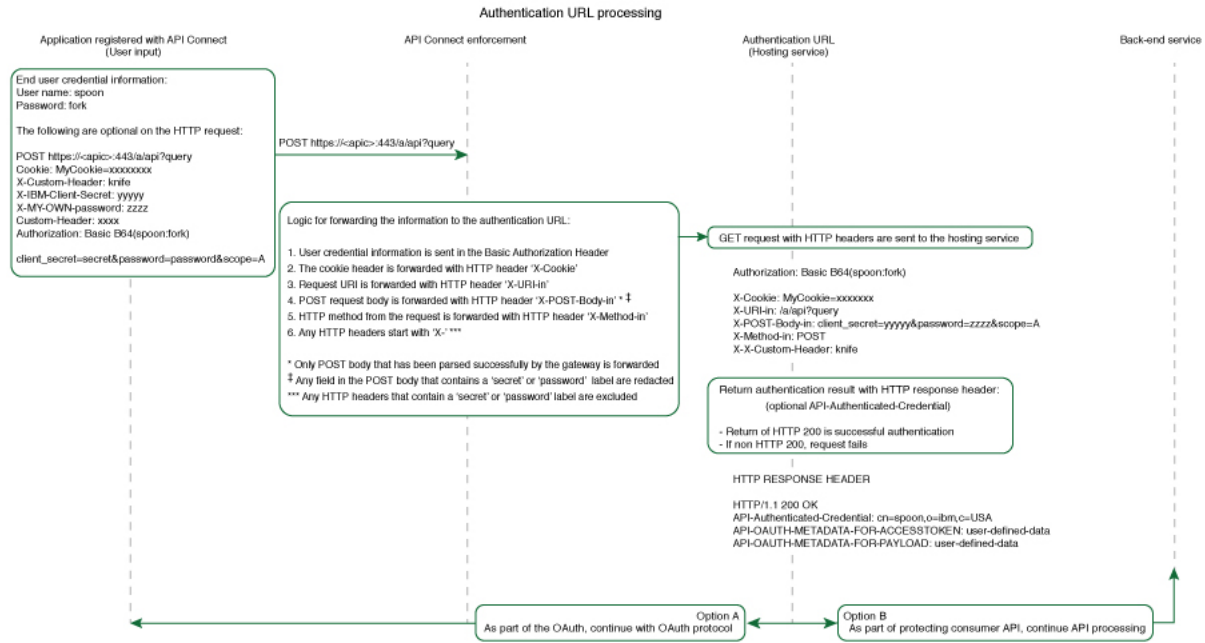 Authentication URL processing
Application registered with API Connect
(User input)
API Connect enforcement
Authentication URL
(Hosting service)
Back-end service
End user credential information:
User name: spoon
Password: fork
The following are optional on the HTTP request:
POST https://<apic>:443/a/api?query
Cookie: MyCookie=xxxxxxxx
X-Custom-Header: knife
X-IBM-Client-Secret: yyyyy
X-MY-OWN-password: zzzz
Custom-Header: xxxx
Authorization: Basic B64(spoon:fork)
client_secret=secret&password=password&scope=A
POST https://<apic>:443/a/api?query
Logic for forwarding the information to the authentication URL:
1. User credential information is sent in the Basic Authorization Header
2. The cookie header is forwarded with HTTP header ‘X-Cookie’
3. Request URI is forwarded with HTTP header ‘X-URI-in’
4. POST request body is forwarded with HTTP header ‘X-POST-Body-in’ * ‡
5. HTTP method from the request is forwarded with HTTP header ‘X-Method-in’
6. Any HTTP headers start with ‘X-’ ***
* Only POST body that has been parsed successfully by the gateway is forwarded
‡ Any field in the POST body that contains a ‘secret’ or ‘password’ label are redacted
*** Any HTTP headers that contain a ‘secret’ or ‘password’ label are excluded
GET request with HTTP headers are sent to the hosting service
Authorization: Basic B64(spoon:fork)
X-Cookie: MyCookie=xxxxxxx
X-URI-in: /a/api?query
X-POST-Body-in: client_secret=yyyyy&password=zzzz&scope=A
X-Method-in: POST
X-X-Custom-Header: knife
Return authentication result with HTTP response header:
(optional API-Authenticated-Credential)
- Return of HTTP 200 is successful authentication
- If non HTTP 200, request fails
HTTP RESPONSE HEADER
HTTP/1.1 200 OK
API-Authenticated-Credential: cn=spoon,o=ibm,c=USA
API-OAUTH-METADATA-FOR-ACCESSTOKEN: user-defined-data
API-OAUTH-METADATA-FOR-PAYLOAD: user-defined-data
Option A
As part of the OAuth, continue with OAuth protocol
Option B
As part of protecting consumer API, continue API processing